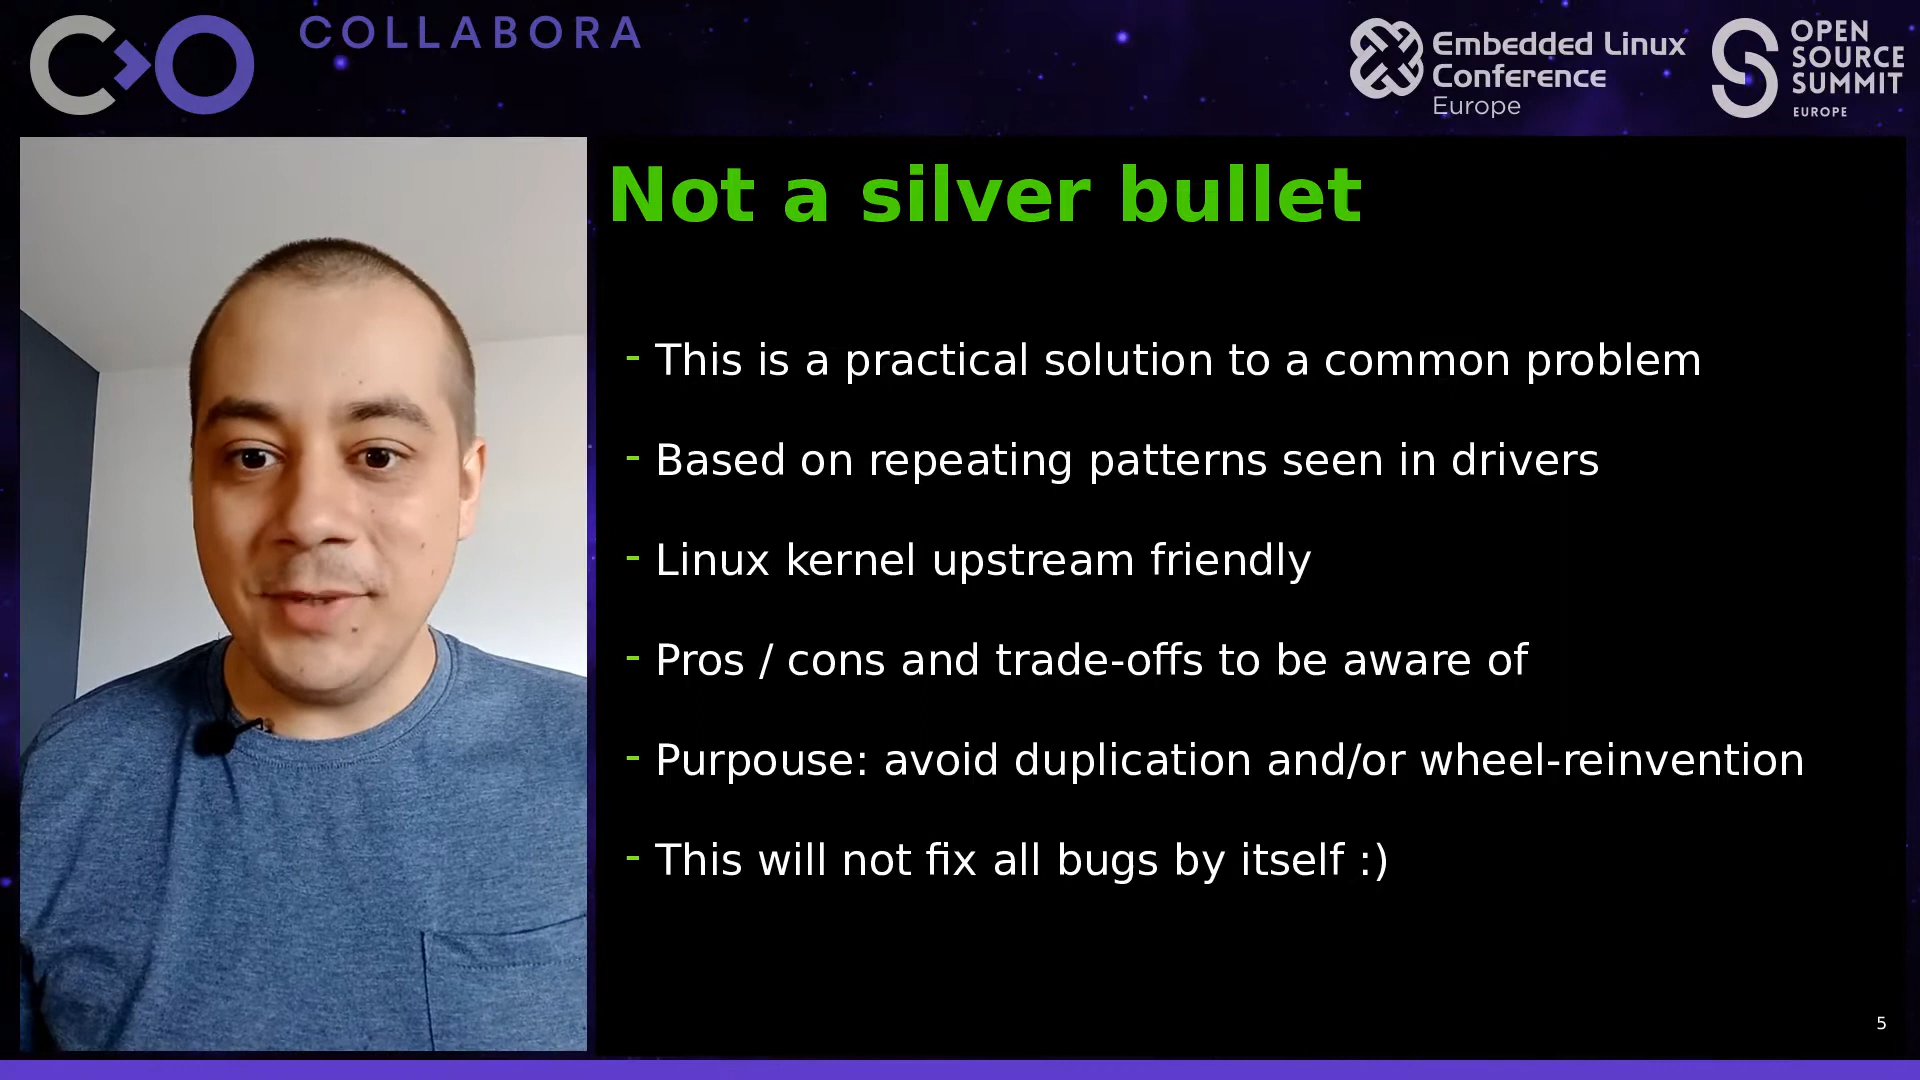 COLLABORA
Embedded Linux
Conference
Europe
OPEN
SOURCE
SUMMIT
EUROPE
Not a silver bullet
- This is a practical solution to a common problem
- Based on repeating patterns seen in drivers
- Linux kernel upstream friendly
- Pros / cons and trade-offs to be aware of
- Purpouse: avoid duplication and/or wheel-reinvention
- This will not fix all bugs by itself :)
5